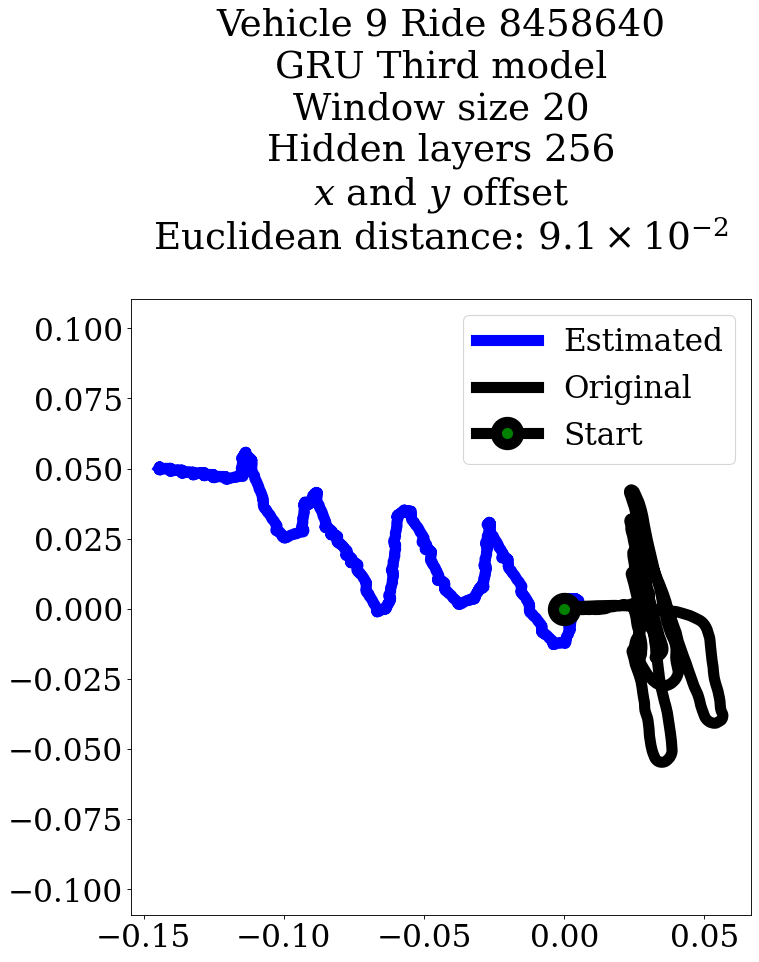 Vehicle 9 Ride 8458640
GRU Third model
Window size 20
Hidden layers 256
x and y offset
Euclidean distance: 9.1 × 10⁻²
Estimated
Original
Start
0.100
0.075
0.050
0.025
0.000
−0.025
−0.050
−0.075
−0.100
−0.15 −0.10 −0.05 0.00 0.05